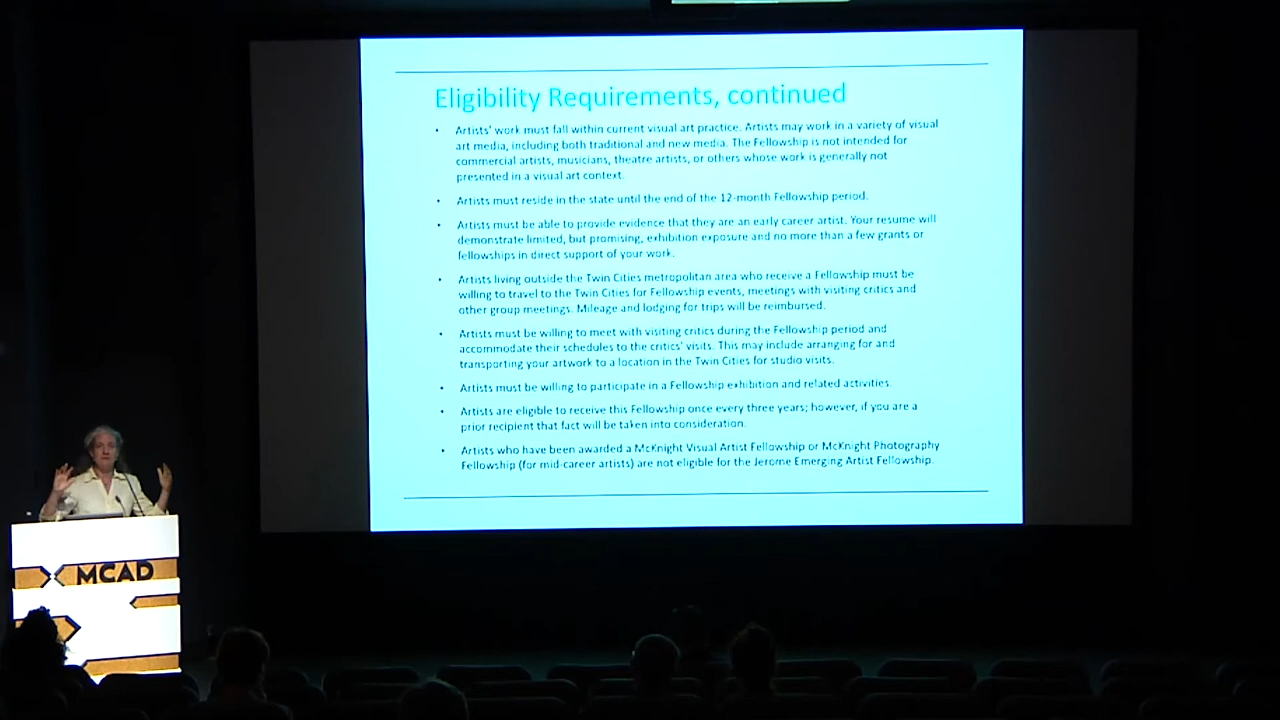 Eligibility Requirements, continued
• Artists' work must fall within current visual art practice. Artists may work in a variety of visual
art media, including both traditional and new media. The Fellowship is not intended for
commercial artists, musicians, theatre artists, or others whose work is generally not
presented in a visual art context.
• Artists must reside in the state until the end of the 12-month Fellowship period.
• Artists must be able to provide evidence that they are an early career artist. Your resume will
demonstrate limited, but promising, exhibition exposure and no more than a few grants or
fellowships in direct support of your work.
• Artists living outside the Twin Cities metropolitan area who receive a Fellowship must be
willing to travel to the Twin Cities for Fellowship events, meetings with visiting critics and
other group meetings. Mileage and lodging for trips will be reimbursed.
• Artists must be willing to meet with visiting critics during the Fellowship period and
accommodate their schedules to the critics' visits. This may include arranging for and
transporting your artwork to a location in the Twin Cities for studio visits.
• Artists must be willing to participate in a Fellowship exhibition and related activities.
• Artists are eligible to receive this Fellowship once every three years; however, if you are a
prior recipient that fact will be taken into consideration.
• Artists who have been awarded a McKnight Visual Artist Fellowship or McKnight Photography
Fellowship (for mid-career artists) are not eligible for the Jerome Emerging Artist Fellowship.
MCAD